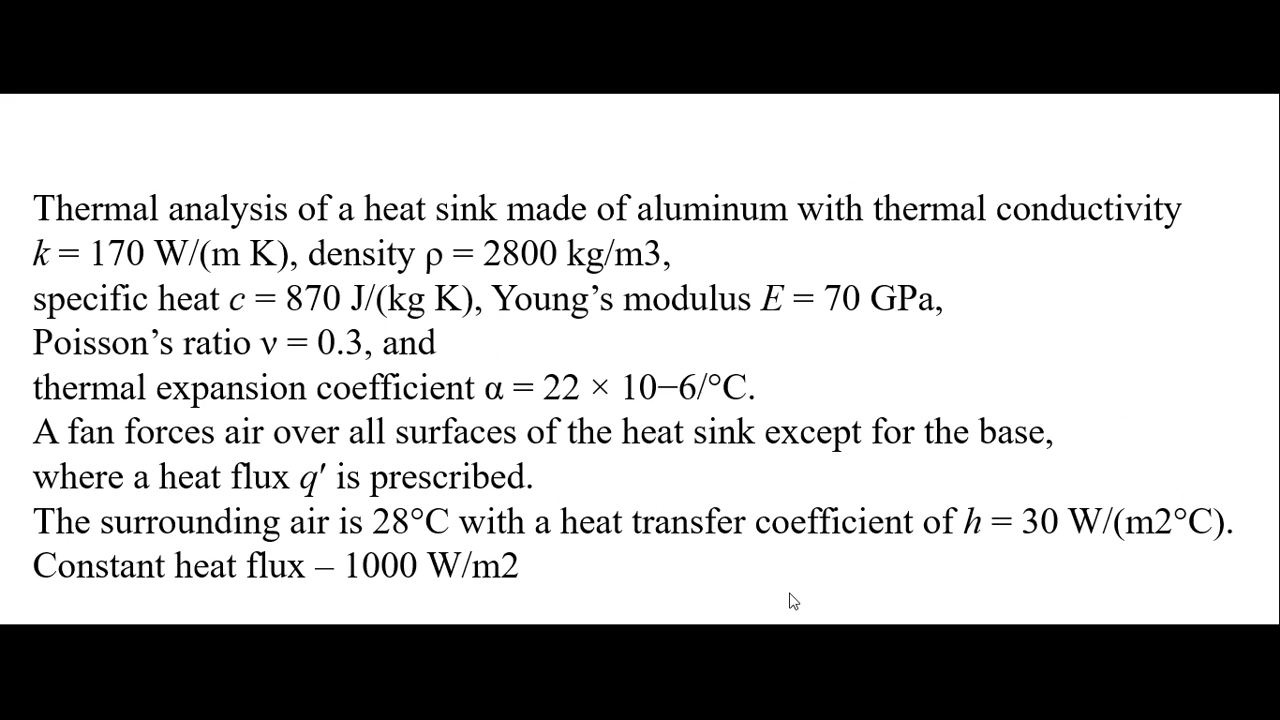 Thermal analysis of a heat sink made of aluminum with thermal conductivity
k = 170 W/(m K), density ρ = 2800 kg/m3,
specific heat c = 870 J/(kg K), Young’s modulus E = 70 GPa,
Poisson’s ratio ν = 0.3, and
thermal expansion coefficient α = 22 × 10−6/°C.
A fan forces air over all surfaces of the heat sink except for the base,
where a heat flux q′ is prescribed.
The surrounding air is 28°C with a heat transfer coefficient of h = 30 W/(m2°C).
Constant heat flux – 1000 W/m2